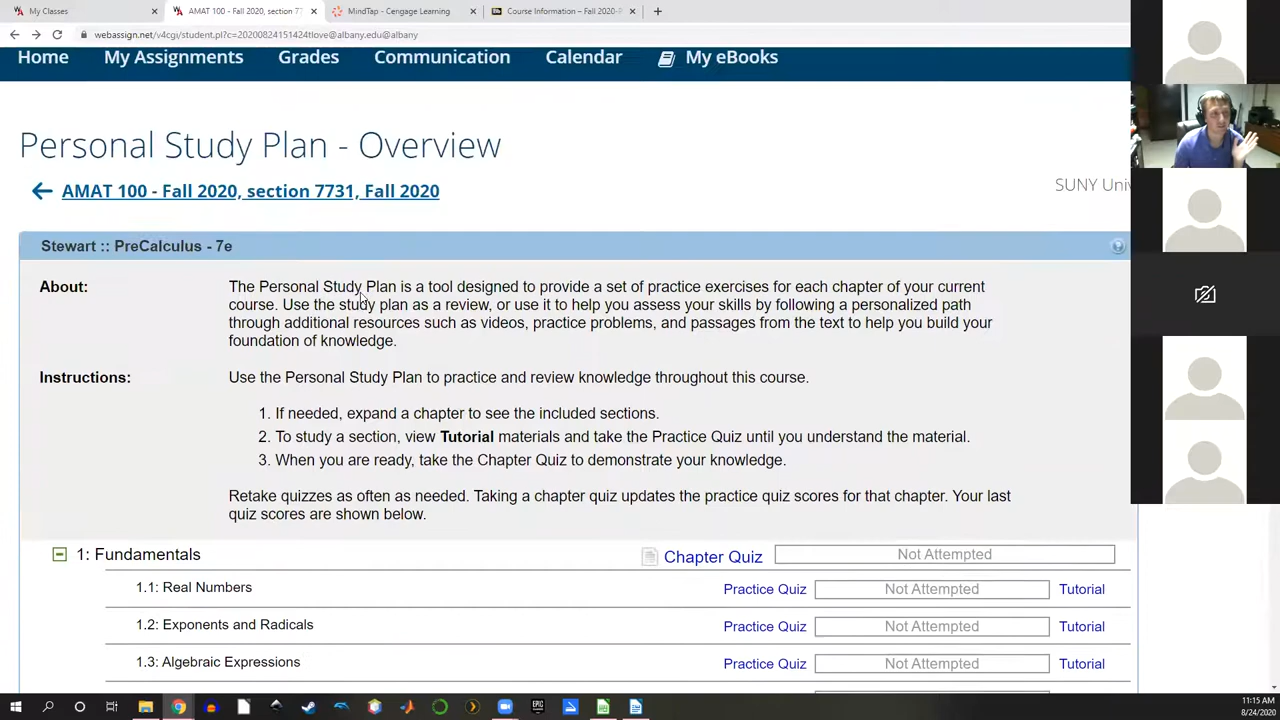 My Classes
AMAT 100 - Fall 2020, section 77
MindTap - Cengage Learning
Course Information – Fall 2020-P
webassign.net/v4cgi/student.pl?c=20200824151424tlove@albany.edu@albany
Home My Assignments Grades Communication Calendar My eBooks
Personal Study Plan - Overview
AMAT 100 - Fall 2020, section 7731, Fall 2020
SUNY Univ
Stewart :: PreCalculus - 7e
About: The Personal Study Plan is a tool designed to provide a set of practice exercises for each chapter of your current
course. Use the study plan as a review, or use it to help you assess your skills by following a personalized path
through additional resources such as videos, practice problems, and passages from the text to help you build your
foundation of knowledge.
Instructions: Use the Personal Study Plan to practice and review knowledge throughout this course.
1. If needed, expand a chapter to see the included sections.
2. To study a section, view Tutorial materials and take the Practice Quiz until you understand the material.
3. When you are ready, take the Chapter Quiz to demonstrate your knowledge.
Retake quizzes as often as needed. Taking a chapter quiz updates the practice quiz scores for that chapter. Your last
quiz scores are shown below.
1: Fundamentals Chapter Quiz Not Attempted
1.1: Real Numbers Practice Quiz Not Attempted Tutorial
1.2: Exponents and Radicals Practice Quiz Not Attempted Tutorial
1.3: Algebraic Expressions Practice Quiz Not Attempted Tutorial
EPIC
11:15 AM
8/24/2020